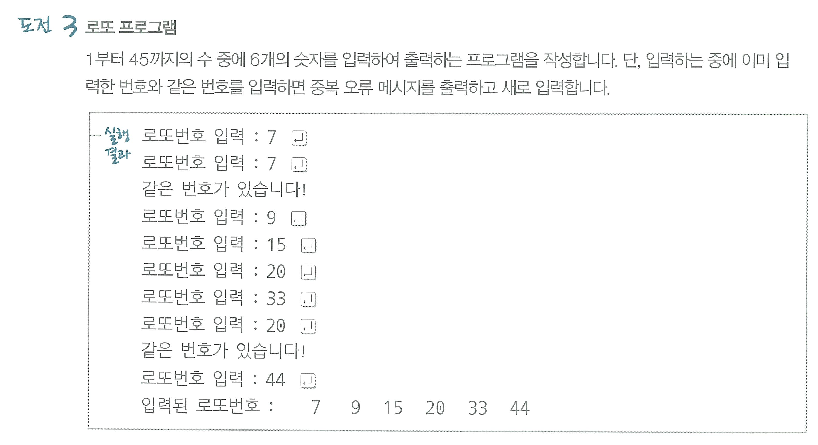 도전 3 로또 프로그램
1부터 45까지의 수 중에 6개의 숫자를 입력하여 출력하는 프로그램을 작성합니다. 단, 입력하는 중에 이미 입
력한 번호와 같은 번호를 입력하면 중복 오류 메시지를 출력하고 새로 입력합니다.
실행 로또번호 입력 : 7 ↵
결과 로또번호 입력 : 7 ↵
같은 번호가 있습니다!
로또번호 입력 : 9 ↵
로또번호 입력 : 15 ↵
로또번호 입력 : 20 ↵
로또번호 입력 : 33 ↵
로또번호 입력 : 20 ↵
같은 번호가 있습니다!
로또번호 입력 : 44 ↵
입력된 로또번호 : 7 9 15 20 33 44